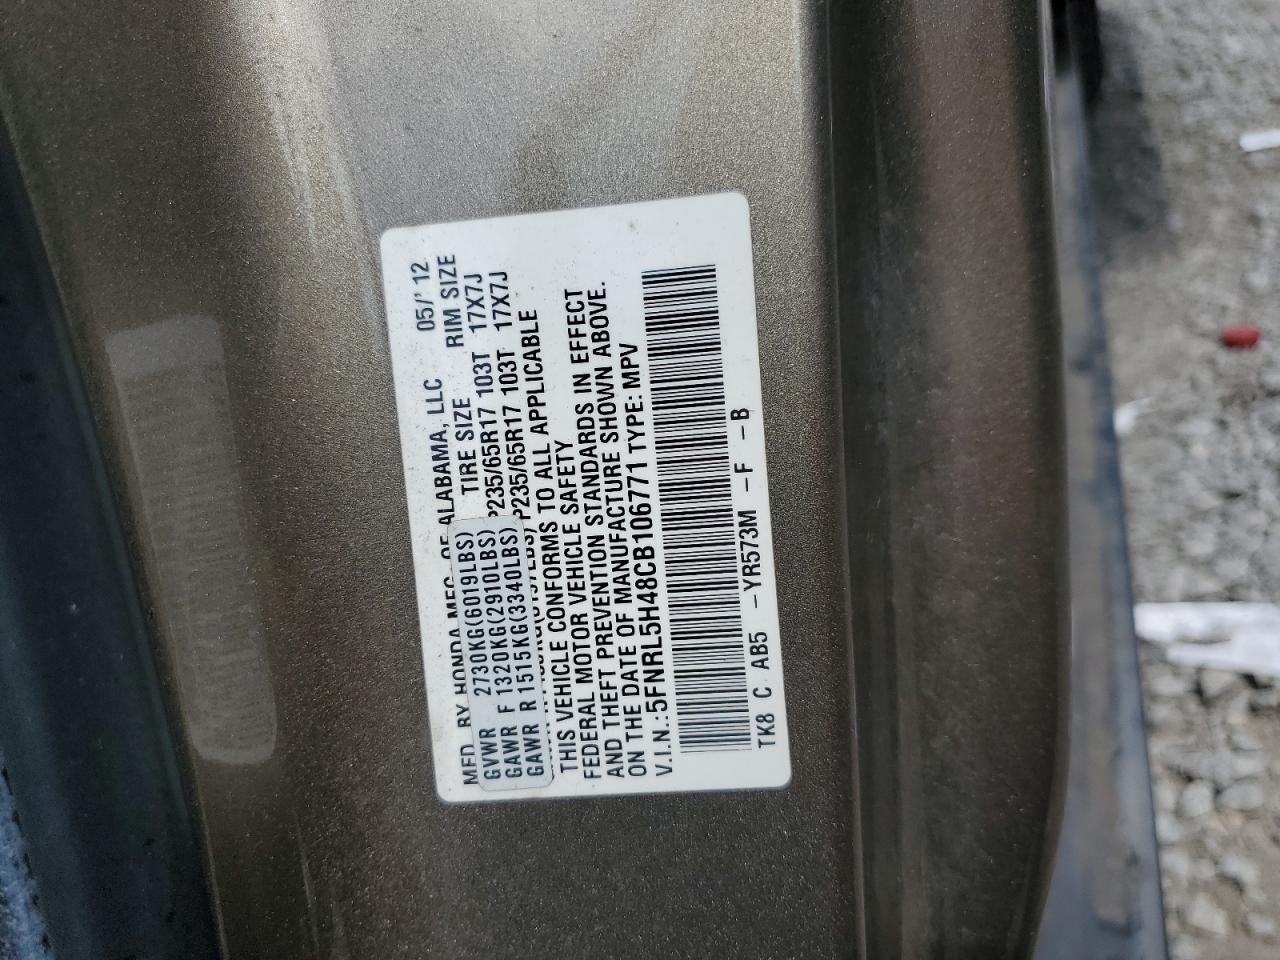 MFD. BY HONDA MFG. OF ALABAMA, LLC 05/'12
TIRE SIZE RIM SIZE
GVWR 2730KG(6019LBS)
GAWR F 1320KG(2910LBS) P235/65R17 103T 17X7J
GAWR R 1515KG(3340LBS) P235/65R17 103T 17X7J
THIS VEHICLE CONFORMS TO ALL APPLICABLE
FEDERAL MOTOR VEHICLE SAFETY
AND THEFT PREVENTION STANDARDS IN EFFECT
ON THE DATE OF MANUFACTURE SHOWN ABOVE.
V.I.N.:5FNRL5H48CB106771 TYPE: MPV
TK8 C AB5 -YR573M -F -B